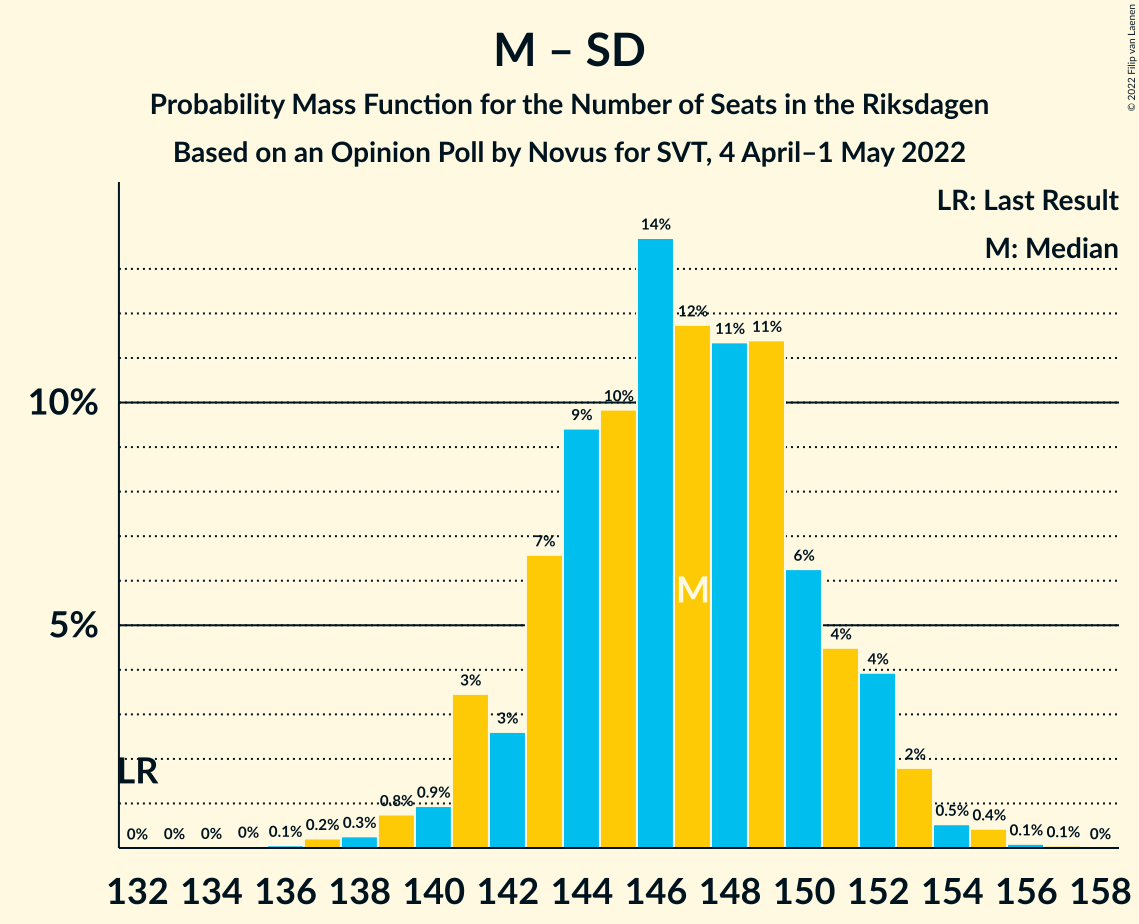 M – SD
Probability Mass Function for the Number of Seats in the Riksdagen
Based on an Opinion Poll by Novus for SVT, 4 April–1 May 2022
© 2022 Filip van Laenen
LR: Last Result
M: Median
10%
5%
LR
M
0% 0% 0% 0% 0.1% 0.2% 0.3% 0.8% 0.9% 3% 3% 7% 9% 10% 14% 12% 11% 11% 6% 4% 4% 2% 0.5% 0.4% 0.1% 0.1% 0%
132 134 136 138 140 142 144 146 148 150 152 154 156 158